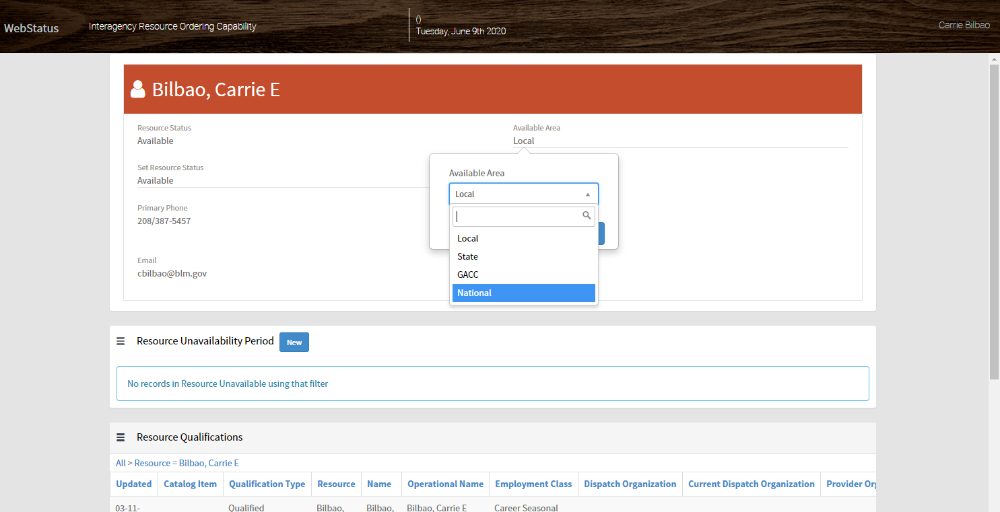 WebStatus
Interagency Resource Ordering Capability
()
Tuesday, June 9th 2020
Carrie Bilbao
Bilbao, Carrie E
Resource Status
Available
Available Area
Local
Set Resource Status
Available
Primary Phone
208/387-5457
Email
cbilbao@blm.gov
Available Area
Local
Local
State
GACC
National
Resource Unavailability Period New
No records in Resource Unavailable using that filter
Resource Qualifications
All > Resource = Bilbao, Carrie E
Updated Catalog Item Qualification Type Resource Name Operational Name Employment Class Dispatch Organization Current Dispatch Organization Provider Org
03-11- Qualified Bilbao, Bilbao, Bilbao, Carrie E Career Seasonal